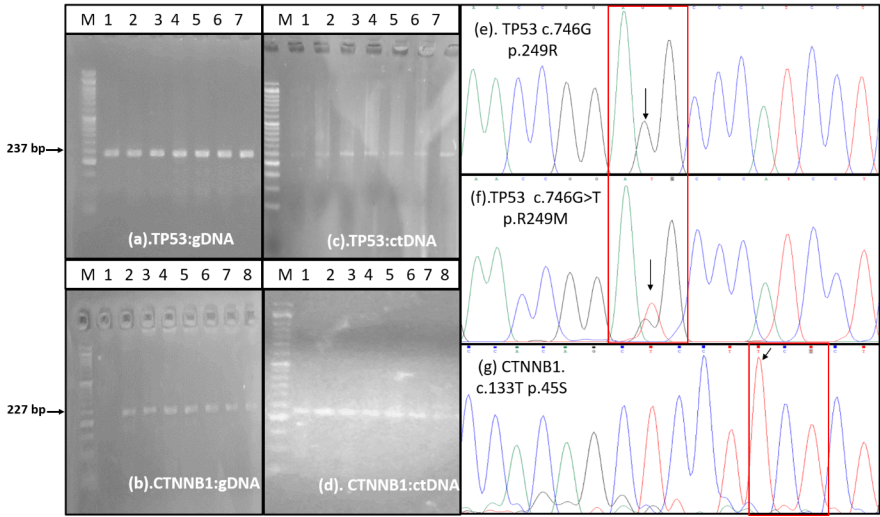 M 1 2 3 4 5 6 7
M 1 2 3 4 5 6 7
237 bp
(a).TP53:gDNA
(c).TP53:ctDNA
M 1 2 3 4 5 6 7 8
M 1 2 3 4 5 6 7 8
227 bp
(b).CTNNB1:gDNA
(d). CTNNB1:ctDNA
(e). TP53 c.746G
p.249R
(f).TP53 c.746G>T
p.R249M
(g) CTNNB1.
c.133T p.45S